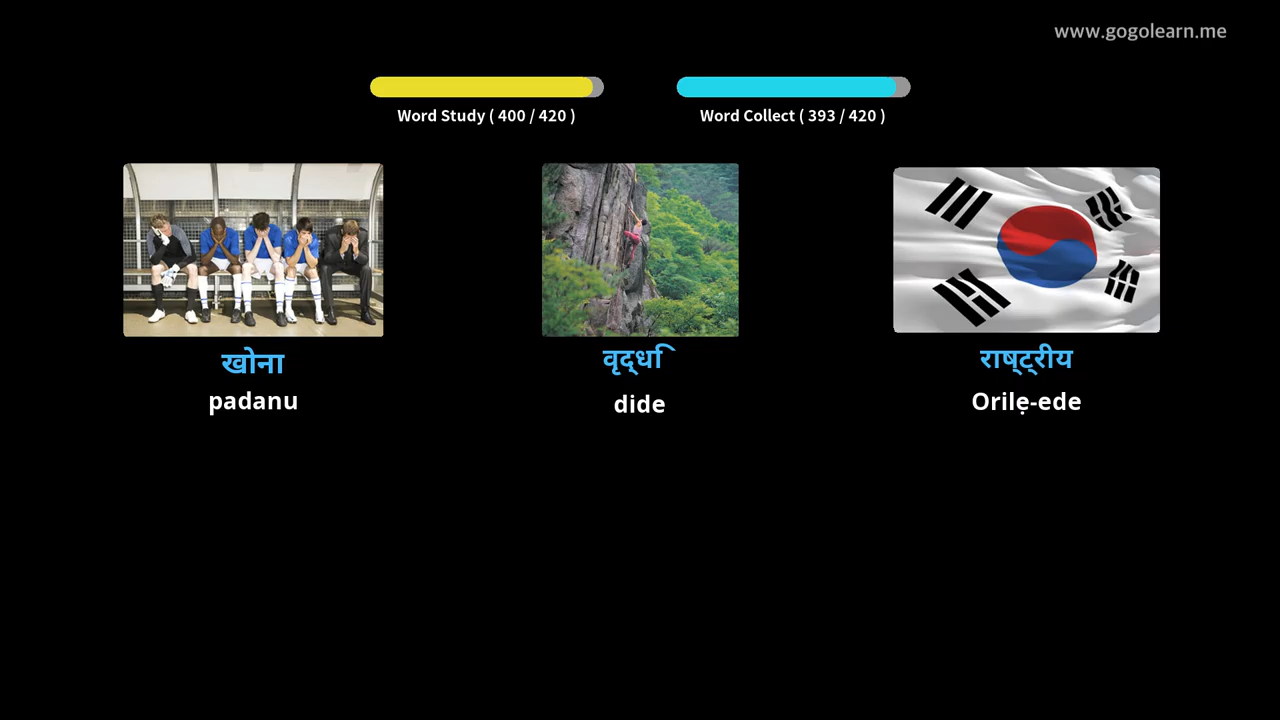 www.gogolearn.me
Word Study ( 400 / 420 )
Word Collect ( 393 / 420 )
खोना
वृद्धि
राष्ट्रीय
padanu
dide
Orilẹ-ede